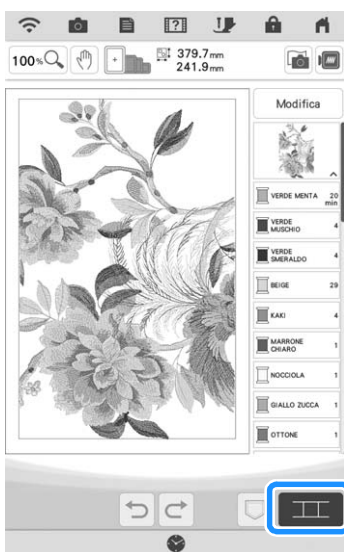 100%
379.7mm
241.9mm
Modifica
VERDE MENTA 20
min
VERDE
MUSCHIO 4
VERDE
SMERALDO 4
BEIGE 29
KAKI 4
MARRONE
CHIARO 1
NOCCIOLA 1
GIALLO ZUCCA 1
OTTONE 1